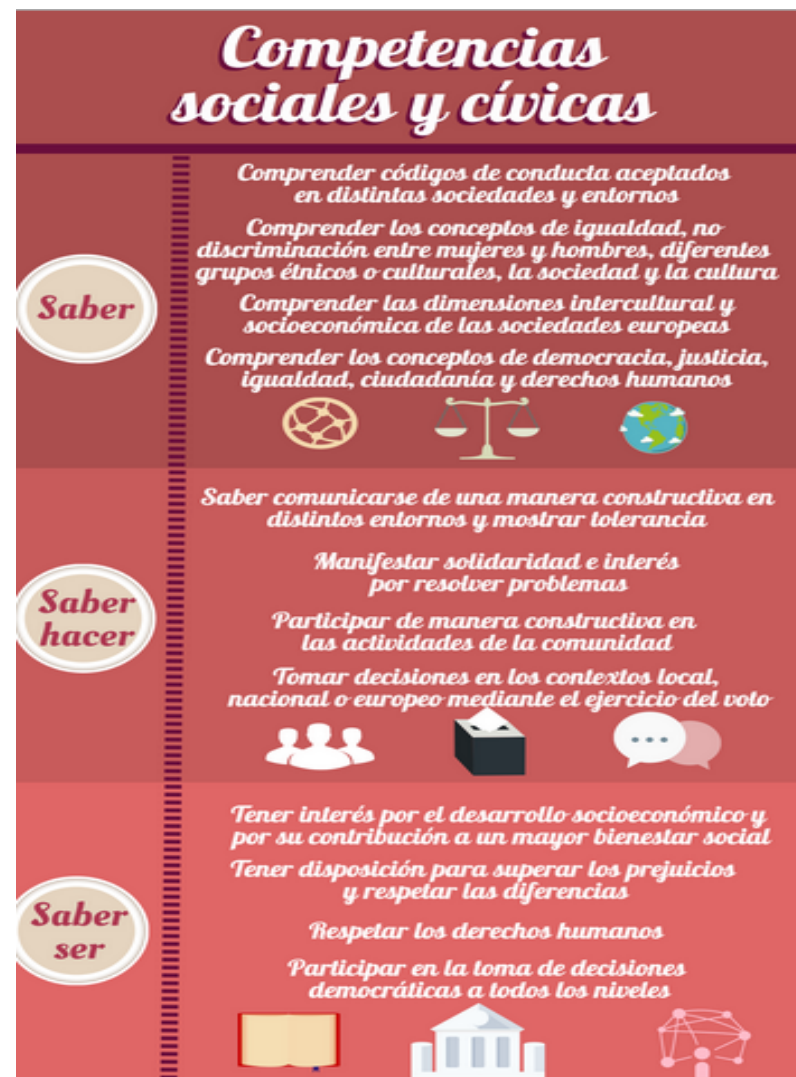 Competencias
sociales y cívicas
Comprender códigos de conducta aceptados
en distintas sociedades y entornos
Comprender los conceptos de igualdad, no
discriminación entre mujeres y hombres, diferentes
grupos étnicos o culturales, la sociedad y la cultura
Saber
Comprender las dimensiones intercultural y
socioeconómica de las sociedades europeas
Comprender los conceptos de democracia, justicia,
igualdad, ciudadanía y derechos humanos
Saber comunicarse de una manera constructiva en
distintos entornos y mostrar tolerancia
Manifestar solidaridad e interés
por resolver problemas
Saber
hacer
Participar de manera constructiva en
las actividades de la comunidad
Tomar decisiones en los contextos local,
nacional o europeo mediante el ejercicio del voto
Tener interés por el desarrollo socioeconómico y
por su contribución a un mayor bienestar social
Tener disposición para superar los prejuicios
y respetar las diferencias
Saber
ser
Respetar los derechos humanos
Participar en la toma de decisiones
democráticas a todos los niveles